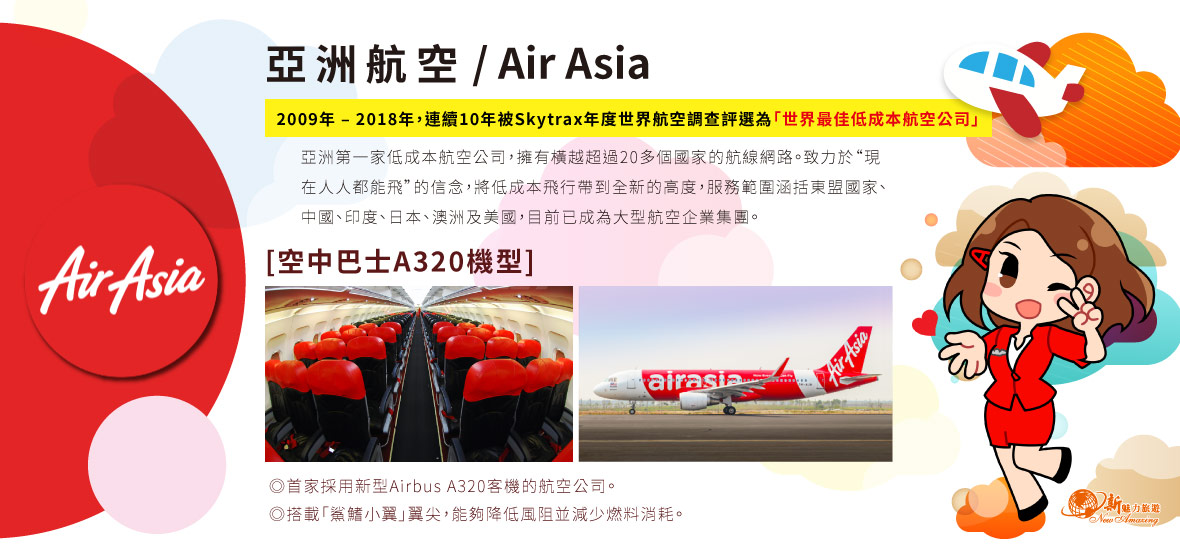 亞洲航空 / Air Asia
2009年 – 2018年，連續10年被Skytrax年度世界航空調查評選為「世界最佳低成本航空公司」
亞洲第一家低成本航空公司，擁有橫越超過20多個國家的航線網路。致力於“現
在人人都能飛”的信念，將低成本飛行帶到全新的高度，服務範圍涵括東盟國家、
中國、印度、日本、澳洲及美國，目前已成為大型航空企業集團。
AirAsia
[空中巴士A320機型]
airasia
AirAsia
◎首家採用新型Airbus A320客機的航空公司。
◎搭載「鯊鰭小翼」翼尖，能夠降低風阻並減少燃料消耗。
新魅力旅遊
New Amazing